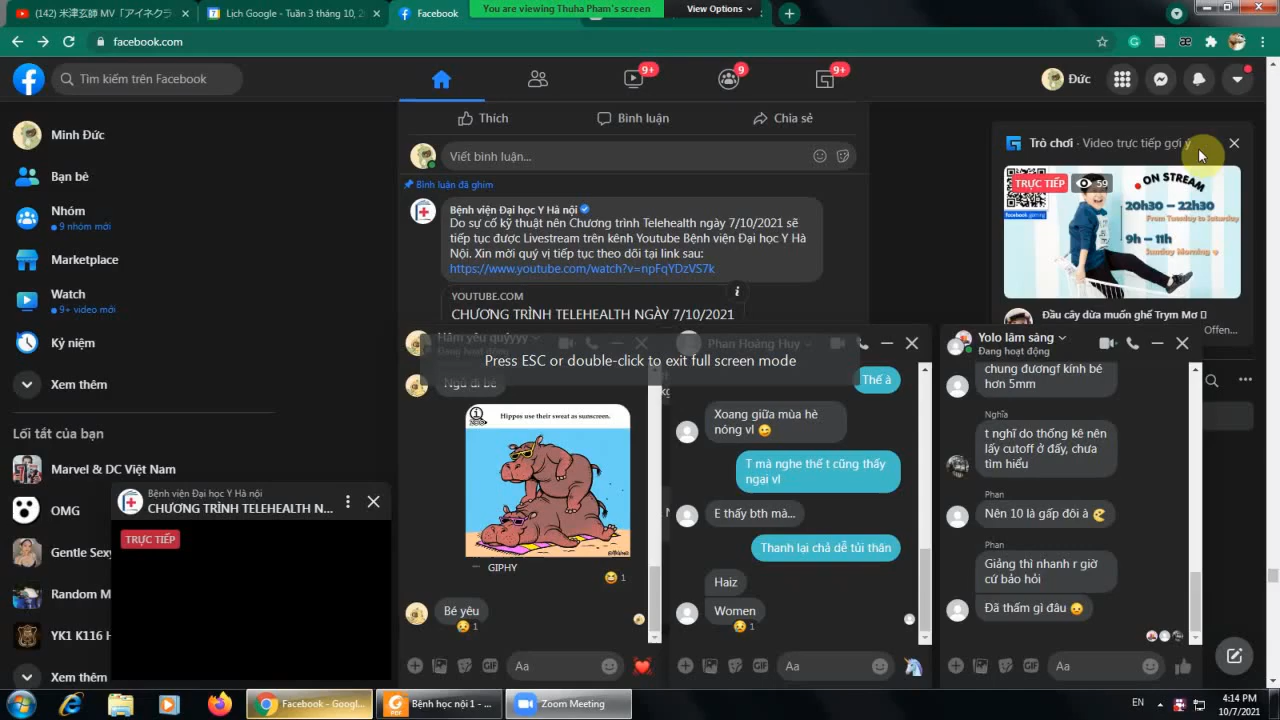 (142) 米津玄師 MV「アイネクライ
Lịch Google - Tuần 3 tháng 10, 2
Facebook
You are viewing Thuha Pham's screen
View Options
facebook.com
Tìm kiếm trên Facebook
9+
9
9+
Đức
Minh Đức
Bạn bè
Nhóm
9 nhóm mới
Marketplace
Watch
9+ video mới
Kỷ niệm
Xem thêm
Lối tắt của bạn
Marvel & DC Việt Nam
OMG
Gentle Sexy
Random M
YK1 K116 H
Xem thêm
Bệnh viện Đại học Y Hà nội
CHƯƠNG TRÌNH TELEHEALTH N...
TRỰC TIẾP
Thích
Bình luận
Chia sẻ
Viết bình luận...
Bình luận đã ghim
Bệnh viện Đại học Y Hà nội
Do sự cố kỹ thuật nên Chương trình Telehealth ngày 7/10/2021 sẽ
tiếp tục được Livestream trên kênh Youtube Bệnh viện Đại học Y Hà
Nội. Xin mời quý vị tiếp tục theo dõi tại link sau:
https://www.youtube.com/watch?v=npFqYDzVS7k
YOUTUBE.COM
CHƯƠNG TRÌNH TELEHEALTH NGÀY 7/10/2021
Trò chơi · Video trực tiếp gợi ý
TRỰC TIẾP
59
ON STREAM
20h30 - 22h30
From Tuesday to Saturday
9h - 11h
Sunday Morning
Facebook gaming
Đầu cây dừa muốn ghế Trym Mơ
Offen...
Press ESC or double-click to exit full screen mode
Hâm yêu quýyyy
Đang hoạt động
Ngủ đi bé
Hippos use their sweat as sunscreen.
GIPHY
1
Bé yêu
1
GIF
Aa
Phan Hoàng Huy
Thế à
Xoang giữa mùa hè
nóng vl
T mà nghe thế t cũng thấy
ngại vl
E thấy bth mà...
Thanh lại chả dễ tủi thân
Haiz
Women
1
GIF
Aa
Yolo lâm sàng
Đang hoạt động
chung đươngf kính bé
hơn 5mm
Nghĩa
t nghĩ do thống kê nên
lấy cutoff ở đấy, chưa
tìm hiểu
Phan
Nên 10 là gấp đôi à
Phan
Giảng thì nhanh r giờ
cứ bảo hỏi
Đã thấm gì đâu
GIF
Aa
Facebook - Googl...
Bệnh học nội 1 - ...
Zoom Meeting
EN
4:14 PM
10/7/2021